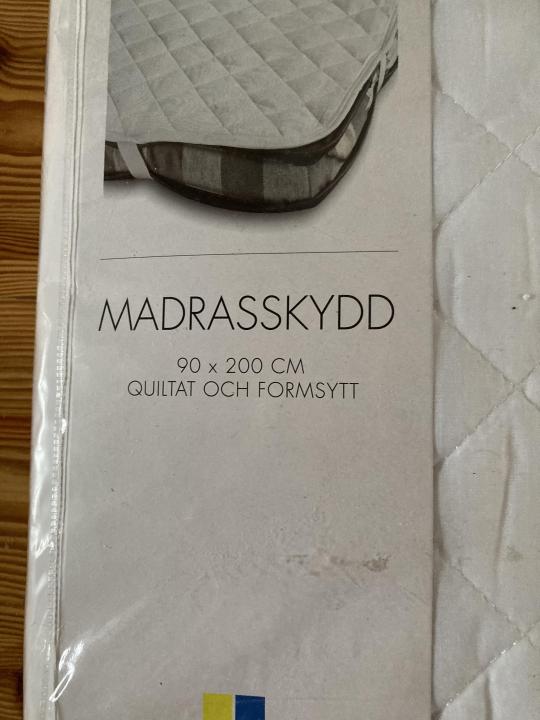 MADRASSKYDD
90 x 200 CM
QUILTAT OCH FORMSYTT